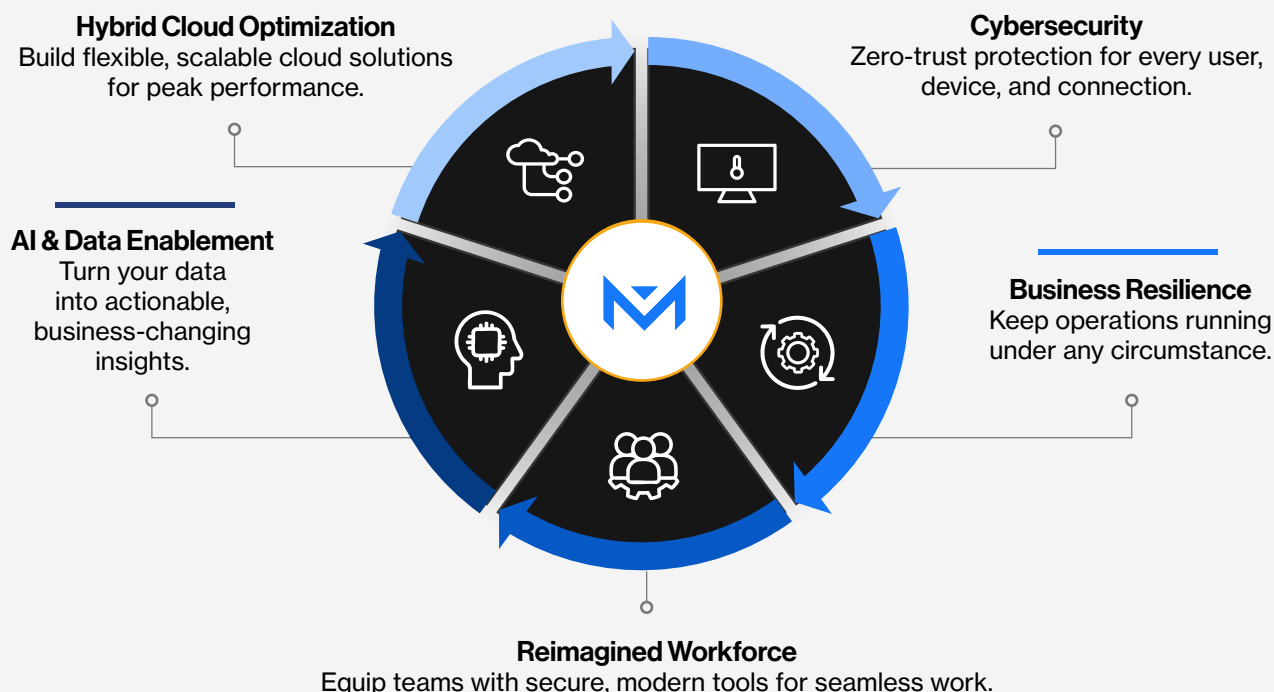 Hybrid Cloud Optimization
Build flexible, scalable cloud solutions
for peak performance.
Cybersecurity
Zero-trust protection for every user,
device, and connection.
AI & Data Enablement
Turn your data
into actionable,
business-changing
insights.
Business Resilience
Keep operations running
under any circumstance.
Reimagined Workforce
Equip teams with secure, modern tools for seamless work.